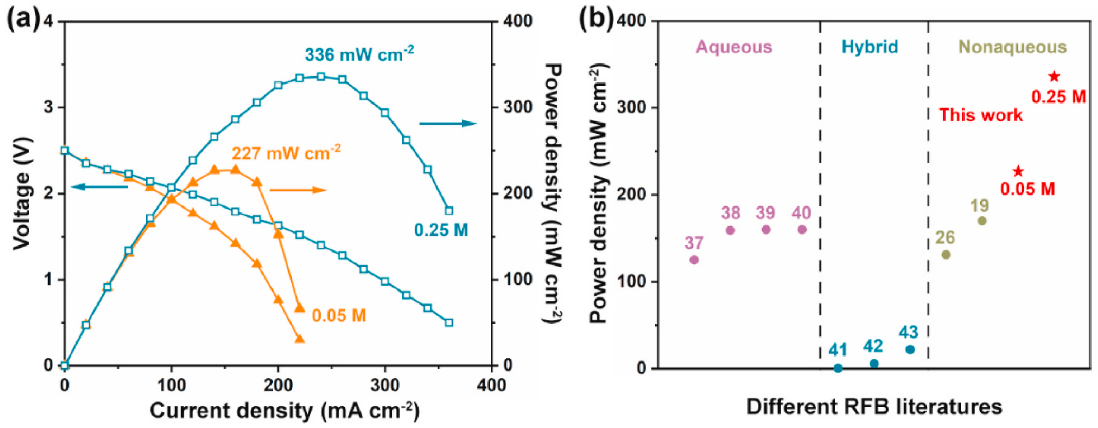 (a)
4
3
2
1
0
Voltage (V)
0
100
200
300
400
Current density (mA cm-2)
400
300
200
100
0
Power density (mW cm-2)
336 mW cm-2
227 mW cm-2
0.25 M
0.05 M
(b)
400
300
200
100
0
Power density (mW cm-2)
Aqueous
Hybrid
Nonaqueous
37
38
39
40
41
42
43
26
19
This work
0.25 M
0.05 M
Different RFB literatures